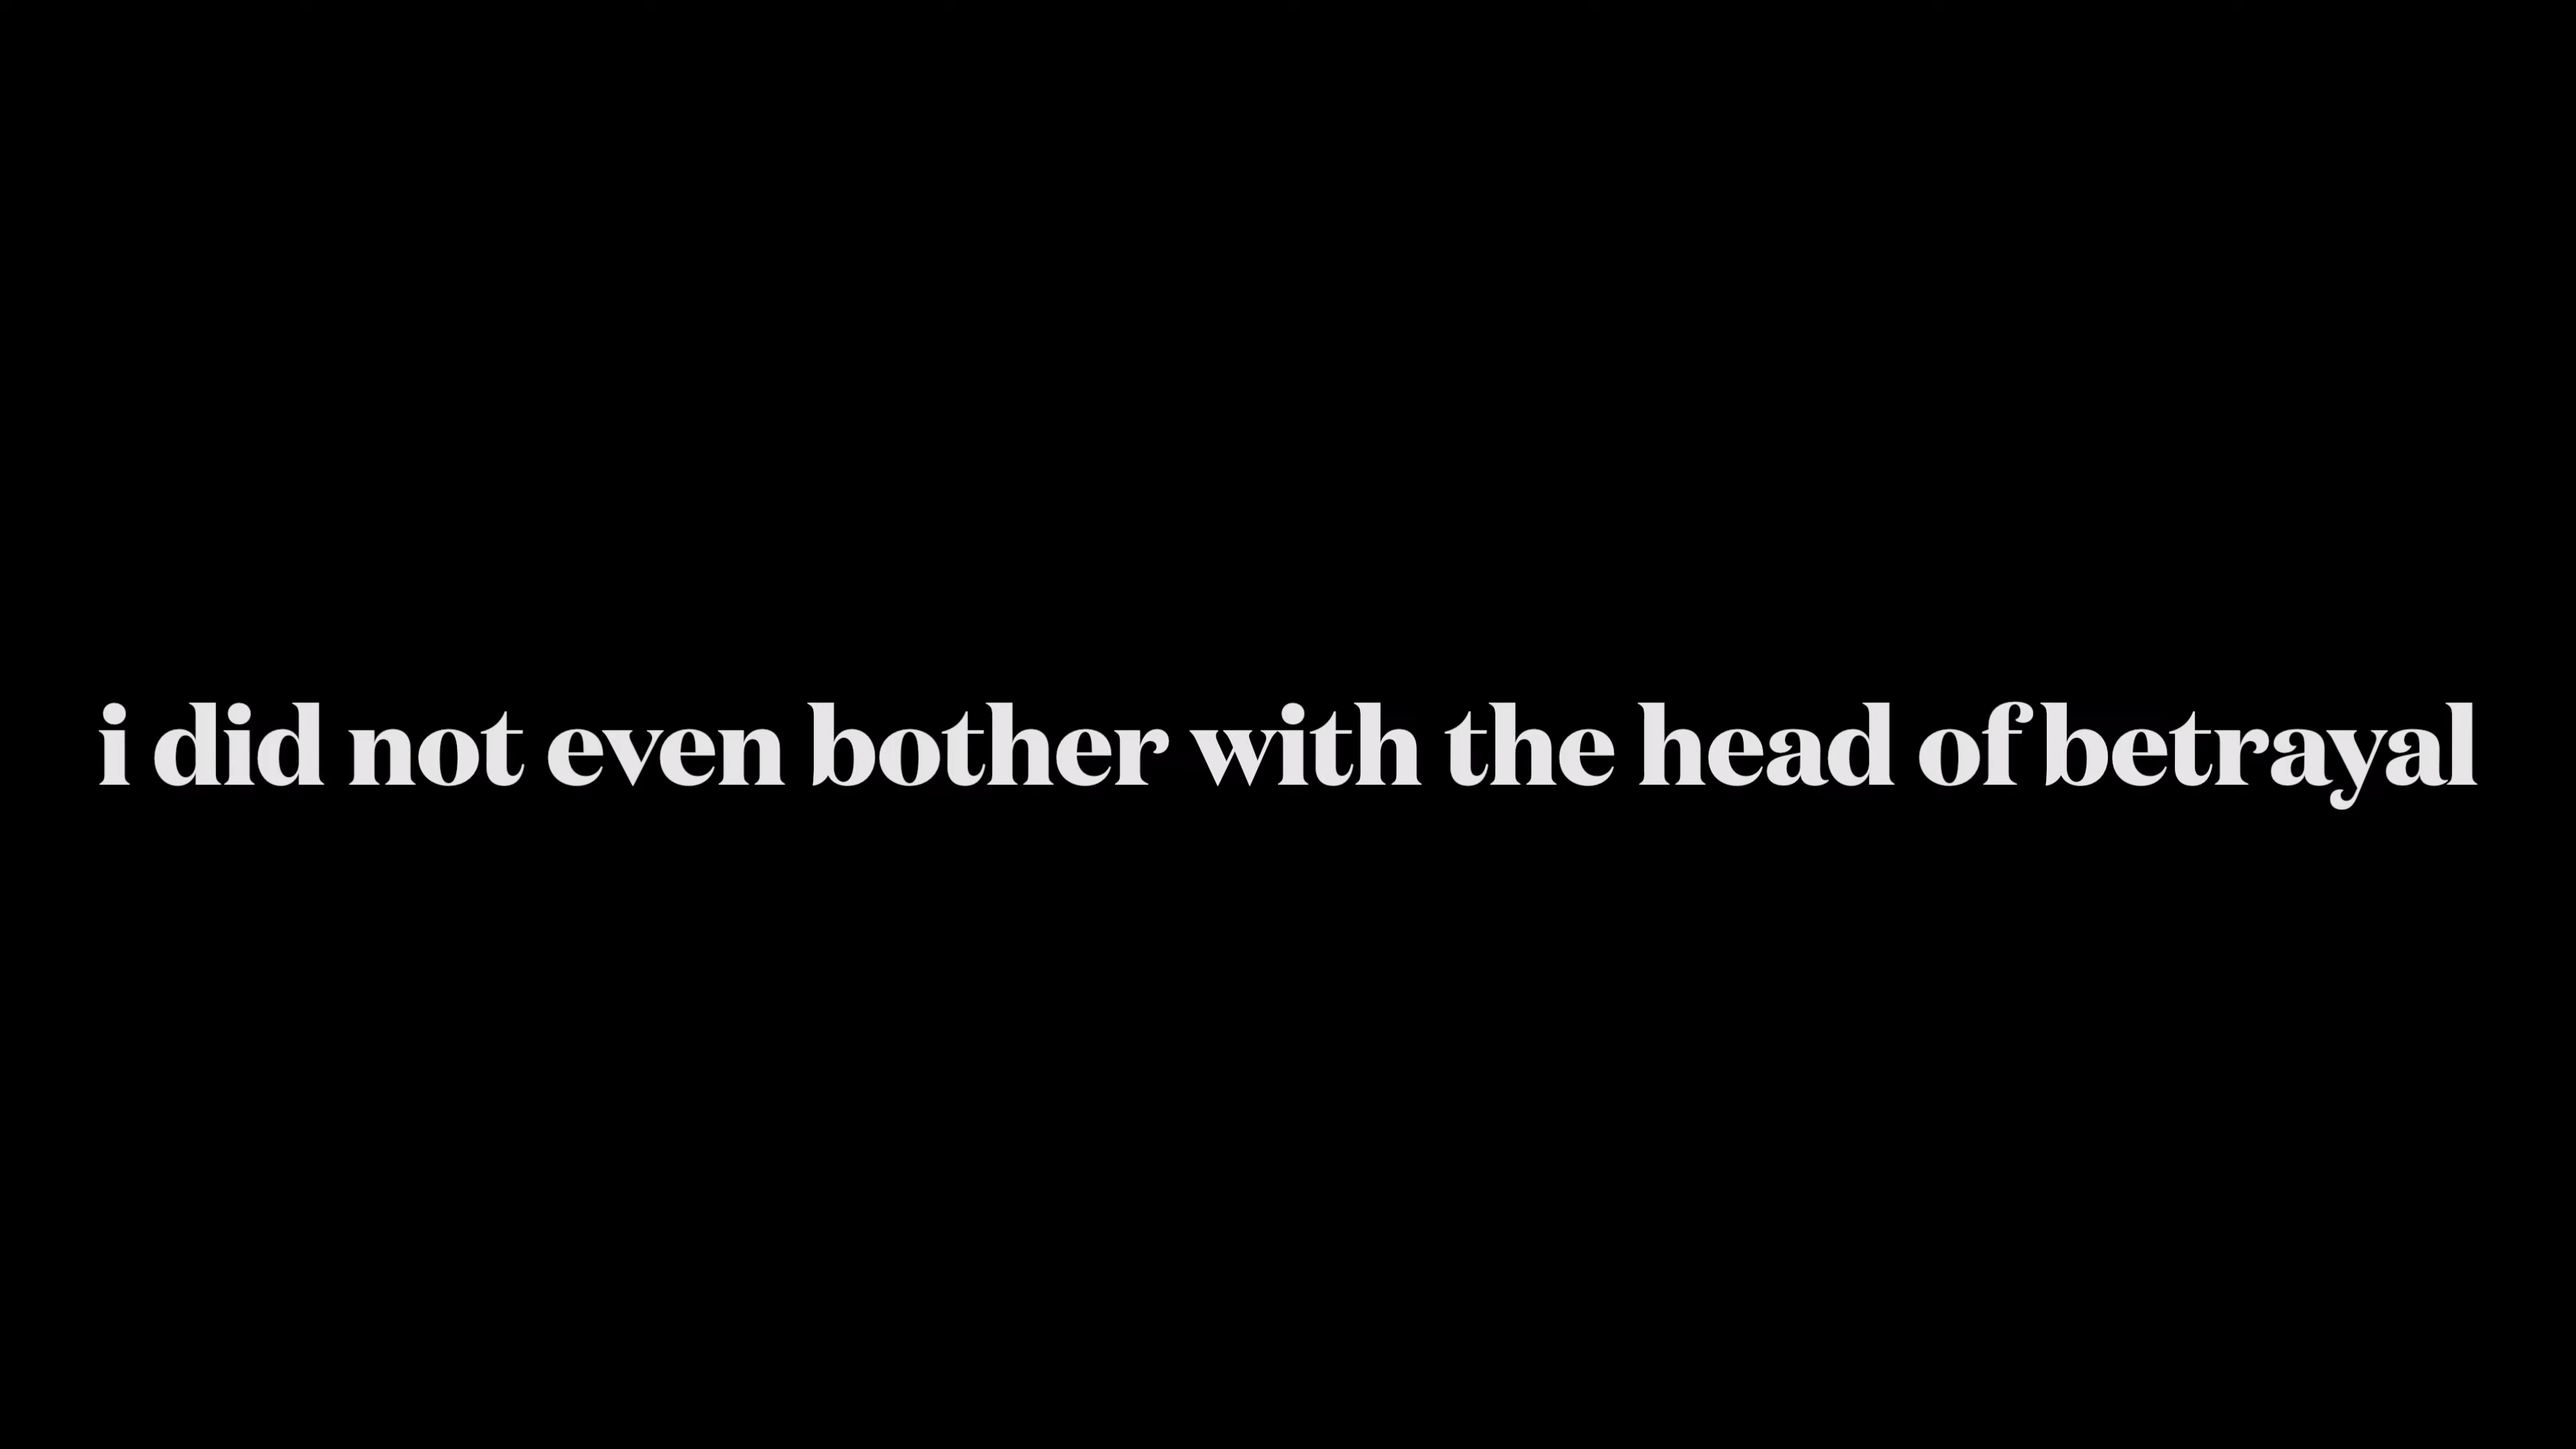 i did not even bother with the head of betrayal